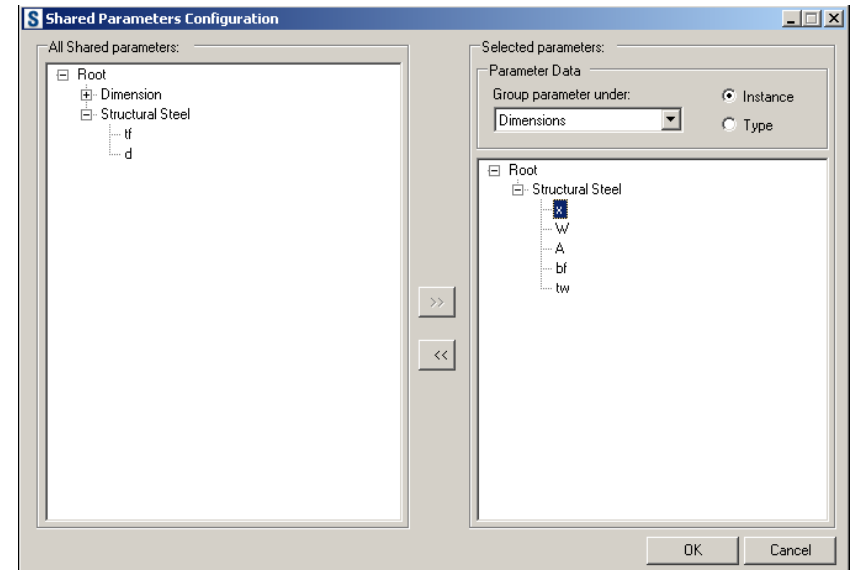 Shared Parameters Configuration
All Shared parameters:
Root
Dimension
Structural Steel
tf
d
>>
<<
Selected parameters:
Parameter Data
Group parameter under:
Dimensions
Instance
Type
Root
Structural Steel
x
W
A
bf
tw
OK
Cancel